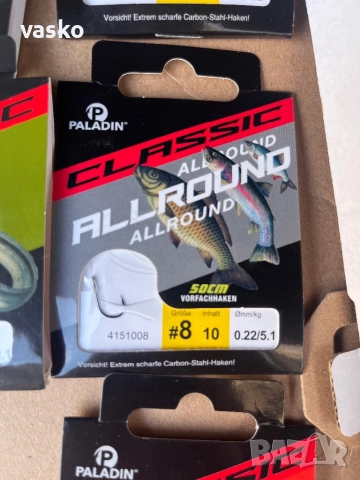 vasko
Vorsicht! Extrem scharfe Carbon-Stahl-Haken.
PALADIN
CLASSIC
ALLROUND
ALLROUND
ALLROUND
50CM
VORFACHHAKEN
Größe Inhalt Ømm/kg
4151008 #8 10 0.22/5.1
Vorsicht! Extrem scharfe Carbon-Stahl-Haken.
PALADIN
BAZAR